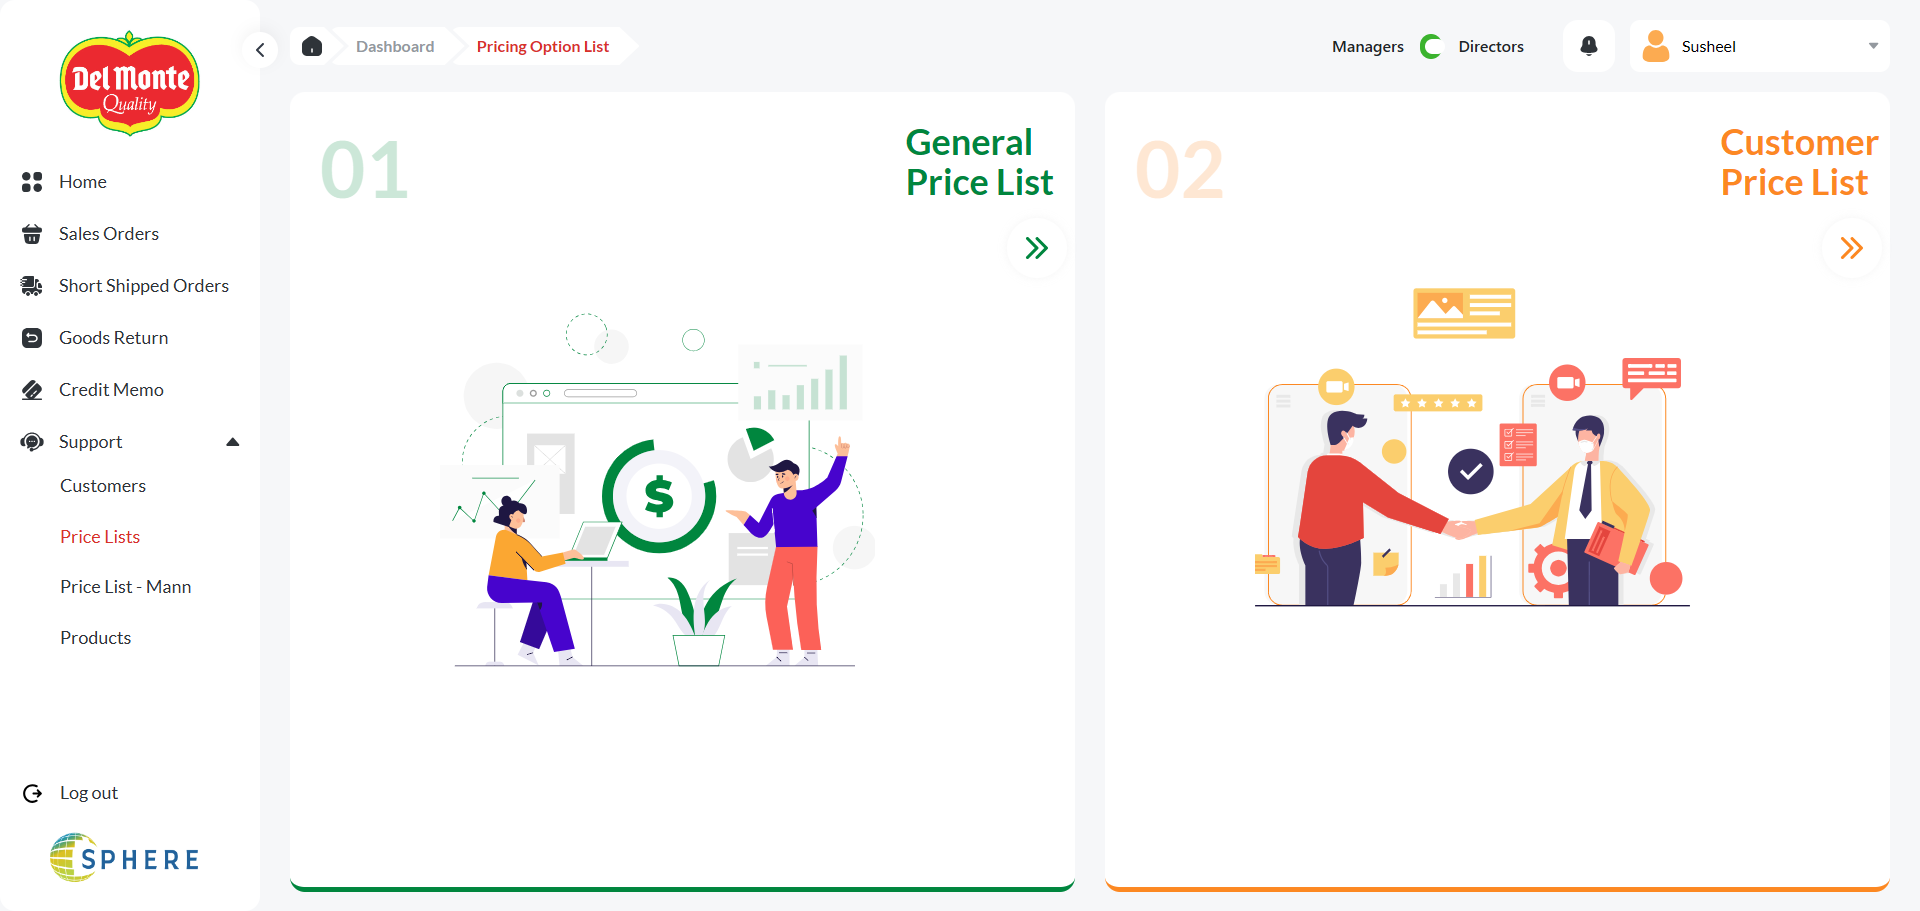 Del Monte
Quality
Home
Sales Orders
Short Shipped Orders
Goods Return
Credit Memo
Support
Customers
Price Lists
Price List - Mann
Products
Log out
SPHERE
Dashboard
Pricing Option List
Managers
Directors
Susheel
01
General
Price List
$
02
Customer
Price List